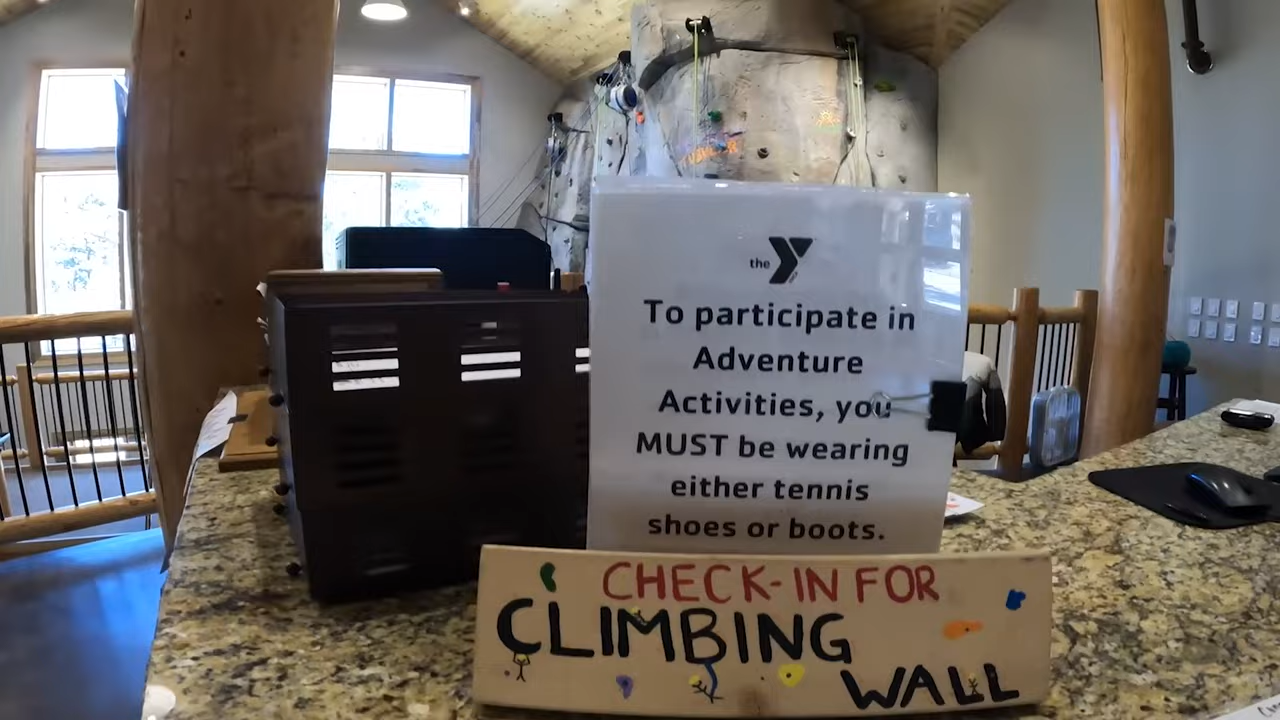 the Y
To participate in
Adventure
Activities, you
MUST be wearing
either tennis
shoes or boots.
CHECK-IN FOR
CLIMBING
WALL